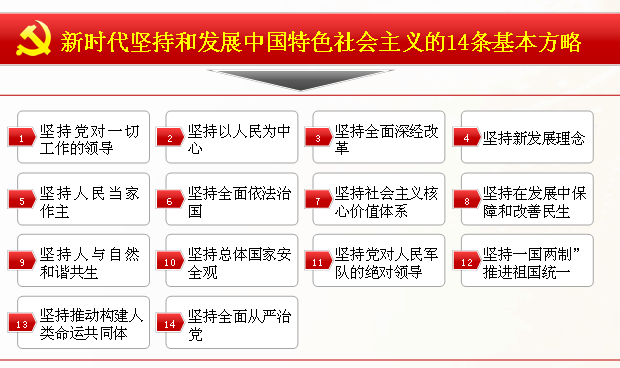 新时代坚持和发展中国特色社会主义的14条基本方略
1
坚持党对一切
工作的领导
2
坚持以人民为中
心
3
坚持全面深经改
革
4
坚持新发展理念
5
坚持人民当家
作主
6
坚持全面依法治
国
7
坚持社会主义核
心价值体系
8
坚持在发展中保
障和改善民生
9
坚持人与自然
和谐共生
10
坚持总体国家安
全观
11
坚持党对人民军
队的绝对领导
12
坚持一国两制”
推进祖国统一
13
坚持推动构建人
类命运共同体
14
坚持全面从严治
党